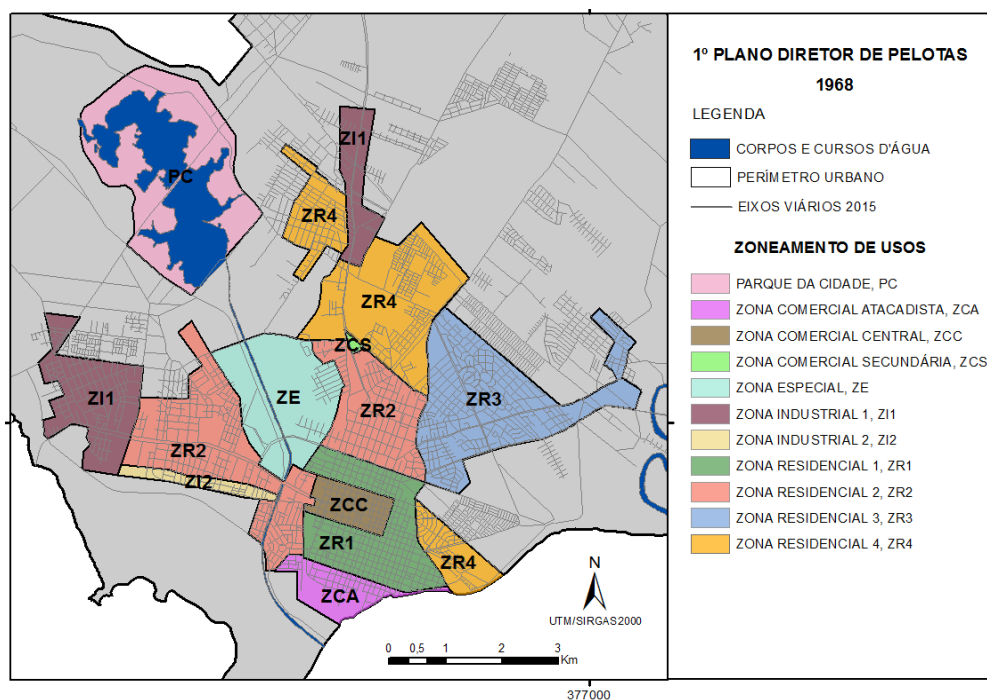 1º PLANO DIRETOR DE PELOTAS
1968
LEGENDA
CORPOS E CURSOS D'ÁGUA
PERÍMETRO URBANO
EIXOS VIÁRIOS 2015
ZONEAMENTO DE USOS
PARQUE DA CIDADE, PC
ZONA COMERCIAL ATACADISTA, ZCA
ZONA COMERCIAL CENTRAL, ZCC
ZONA COMERCIAL SECUNDÁRIA, ZCS
ZONA ESPECIAL, ZE
ZONA INDUSTRIAL 1, ZI1
ZONA INDUSTRIAL 2, ZI2
ZONA RESIDENCIAL 1, ZR1
ZONA RESIDENCIAL 2, ZR2
ZONA RESIDENCIAL 3, ZR3
ZONA RESIDENCIAL 4, ZR4
ZI1
PC
ZR4
ZR4
ZCS
ZI1
ZE
ZR2
ZR3
ZR2
ZI2
ZCC
ZR1
ZR4
ZCA
N
UTM/SIRGAS2000
0 0,5 1 2 3
Km
377000